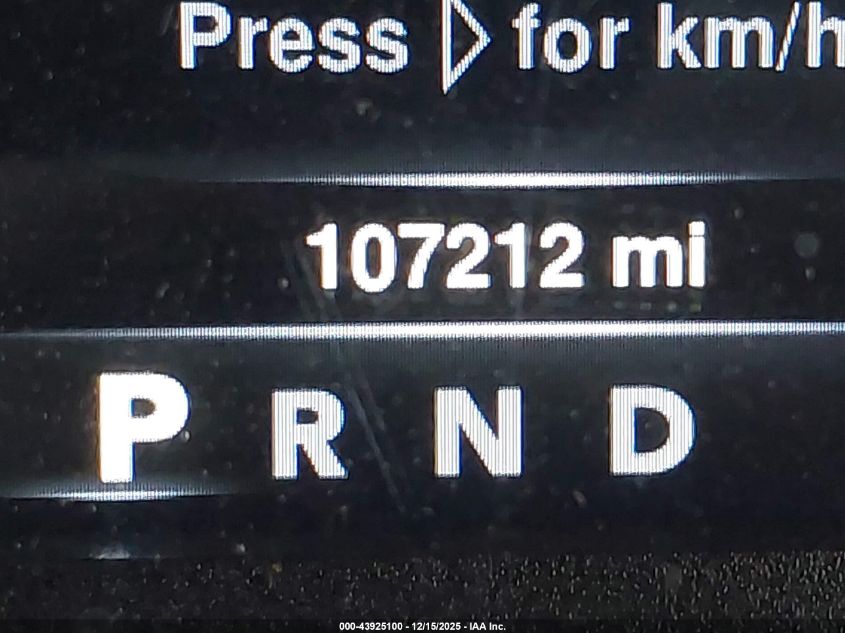 Press ▷ for km/h
107212 mi
P R N D
000-43925100 - 12/15/2025 - IAA Inc.